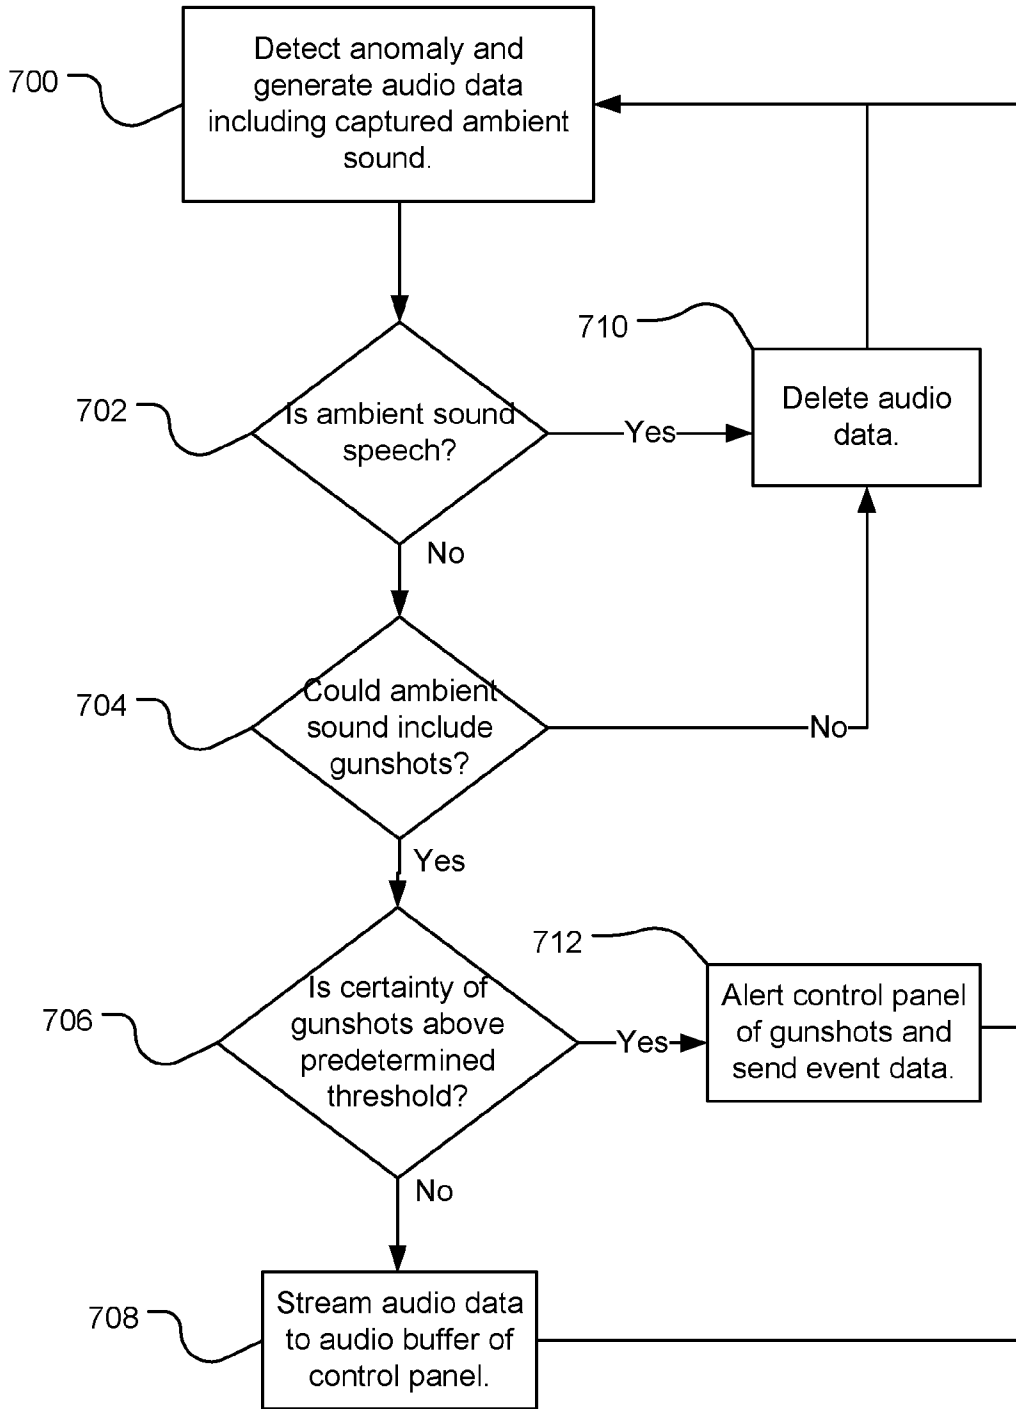 700
Detect anomaly and
generate audio data
including captured ambient
sound.
702
Is ambient sound
speech?
Yes
710
Delete audio
data.
No
704
Could ambient
sound include
gunshots?
No
Yes
706
Is certainty of
gunshots above
predetermined
threshold?
Yes
712
Alert control panel
of gunshots and
send event data.
No
708
Stream audio data
to audio buffer of
control panel.